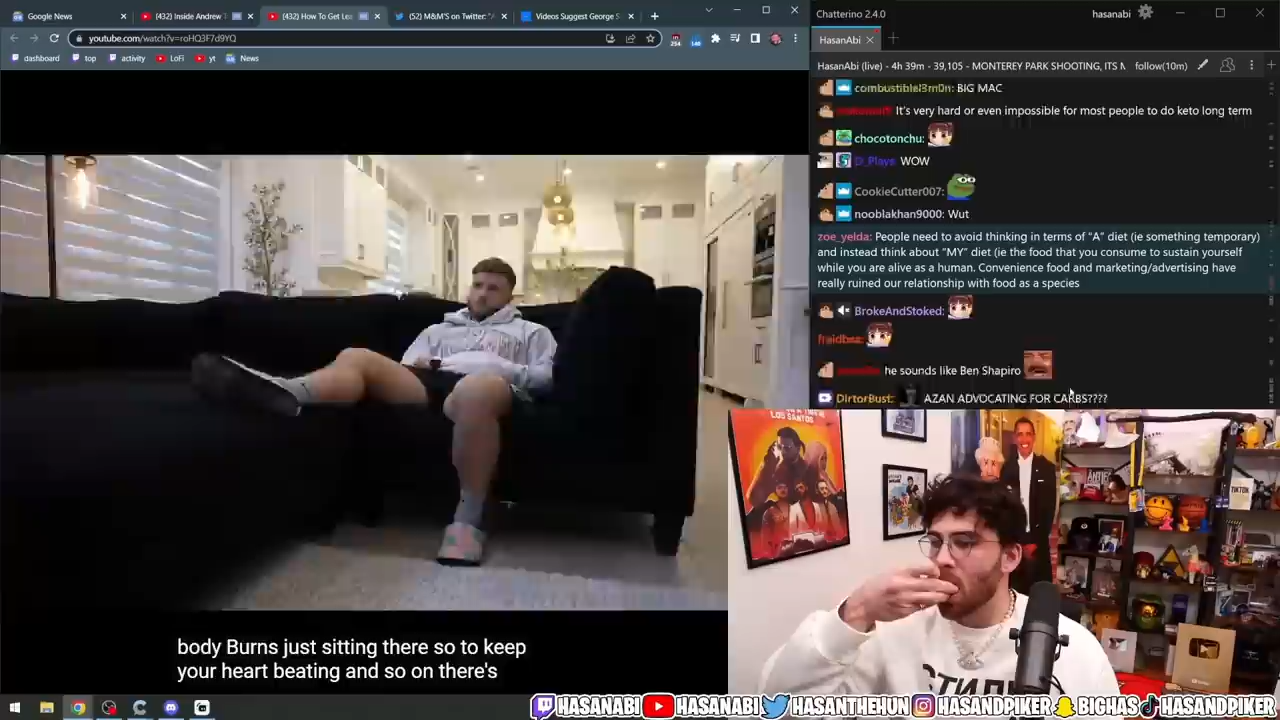 Google News
(432) Inside Andrew T
(432) How To Get Lea
(52) M&M'S on Twitter: "A
Videos Suggest George S
youtube.com/watch?v=roHQ3F7d9YQ
dashboard
top
activity
LoFi
yt
News
body Burns just sitting there so to keep
your heart beating and so on there's
Chatterino 2.4.0
hasanabi
HasanAbi
HasanAbi (live) - 4h 39m - 39,105 - MONTEREY PARK SHOOTING, ITS M
follow(10m)
BIG MAC
It's very hard or even impossible for most people to do keto long term
chocotonchu:
D_Plays: WOW
CookieCutter007:
nooblakhan9000: Wut
zoe_yelda: People need to avoid thinking in terms of "A" diet (ie something temporary)
and instead think about "MY" diet (ie the food that you consume to sustain yourself
while you are alive as a human. Convenience food and marketing/advertising have
really ruined our relationship with food as a species
BrokeAndStoked:
he sounds like Ben Shapiro
DirtorBust: AZAN ADVOCATING FOR CARBS????
LOS SANTOS
TIKTOK
HASANABI
HASANABI
HASANTHEHUN
HASANDPIKER
BIGHAS
HASANDPIKER